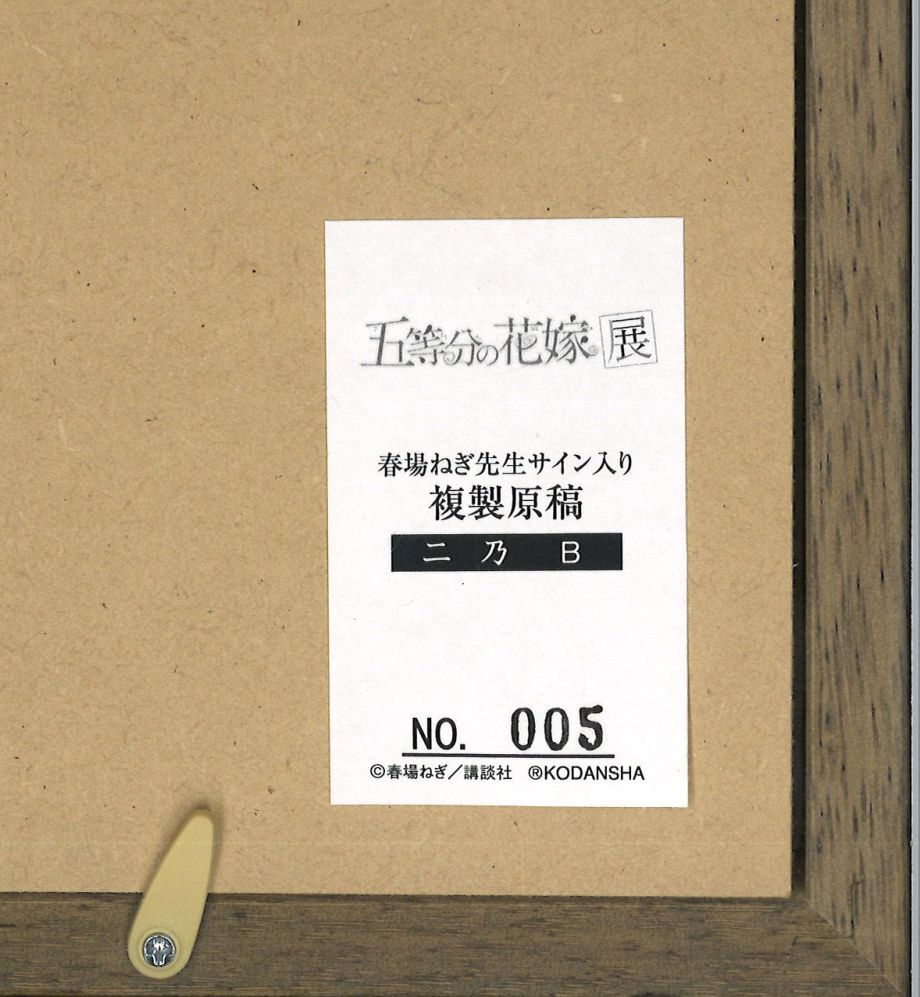 五等分の花嫁 展
春場ねぎ先生サイン入り
複製原稿
二乃 B
NO. 005
©春場ねぎ／講談社 ®KODANSHA